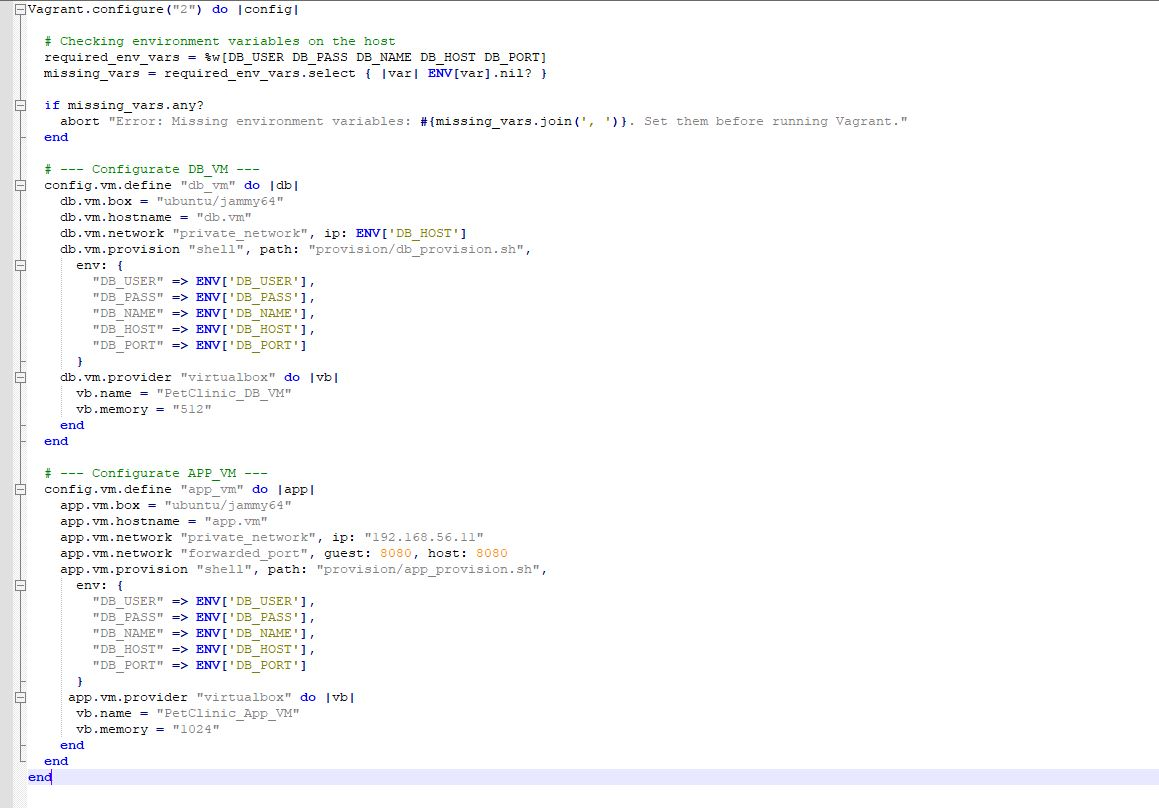 Vagrant.configure("2") do |config|

  # Checking environment variables on the host
  required_env_vars = %w[DB_USER DB_PASS DB_NAME DB_HOST DB_PORT]
  missing_vars = required_env_vars.select { |var| ENV[var].nil? }

  if missing_vars.any?
    abort "Error: Missing environment variables: #{missing_vars.join(', ')}. Set them before running Vagrant."
  end

  # --- Configurate DB_VM ---
  config.vm.define "db_vm" do |db|
    db.vm.box = "ubuntu/jammy64"
    db.vm.hostname = "db.vm"
    db.vm.network "private_network", ip: ENV['DB_HOST']
    db.vm.provision "shell", path: "provision/db_provision.sh",
      env: {
        "DB_USER" => ENV['DB_USER'],
        "DB_PASS" => ENV['DB_PASS'],
        "DB_NAME" => ENV['DB_NAME'],
        "DB_HOST" => ENV['DB_HOST'],
        "DB_PORT" => ENV['DB_PORT']
      }
    db.vm.provider "virtualbox" do |vb|
      vb.name = "PetClinic_DB_VM"
      vb.memory = "512"
    end
  end

  # --- Configurate APP_VM ---
  config.vm.define "app_vm" do |app|
    app.vm.box = "ubuntu/jammy64"
    app.vm.hostname = "app.vm"
    app.vm.network "private_network", ip: "192.168.56.11"
    app.vm.network "forwarded_port", guest: 8080, host: 8080
    app.vm.provision "shell", path: "provision/app_provision.sh",
      env: {
        "DB_USER" => ENV['DB_USER'],
        "DB_PASS" => ENV['DB_PASS'],
        "DB_NAME" => ENV['DB_NAME'],
        "DB_HOST" => ENV['DB_HOST'],
        "DB_PORT" => ENV['DB_PORT']
      }
     app.vm.provider "virtualbox" do |vb|
      vb.name = "PetClinic_App_VM"
      vb.memory = "1024"
    end
  end
end